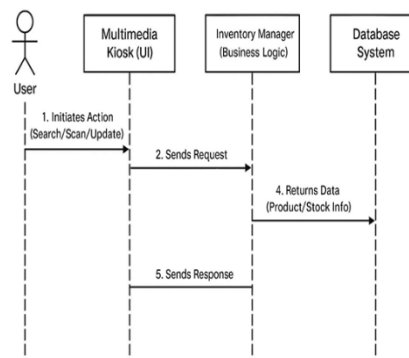 Multimedia
Kiosk (UI)
Inventory Manager
(Business Logic)
Database
System
User
1. Initiates Action
(Search/Scan/Update)
2. Sends Request
4. Returns Data
(Product/Stock Info)
5. Sends Response